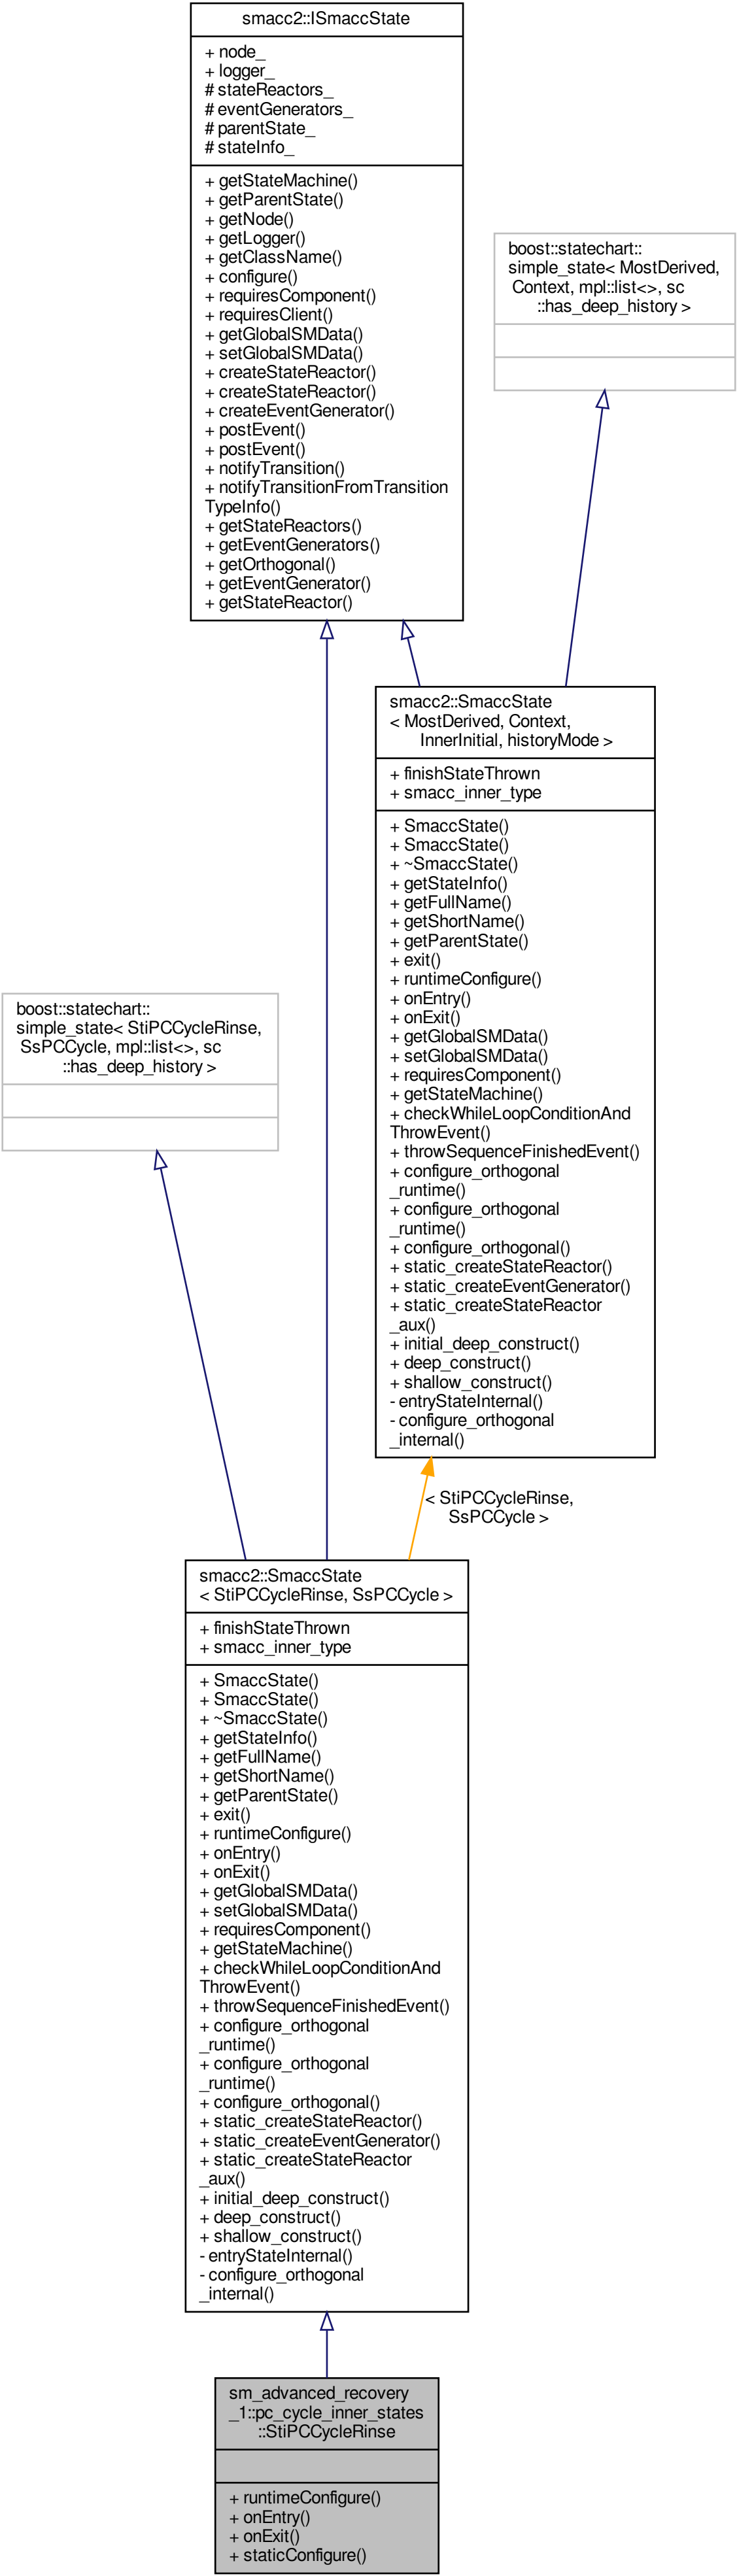 smacc2::ISmaccState
+ node_
+ logger_
# stateReactors_
# eventGenerators_
# parentState_
# stateInfo_
+ getStateMachine()
+ getParentState()
+ getNode()
+ getLogger()
+ getClassName()
+ configure()
+ requiresComponent()
+ requiresClient()
+ getGlobalSMData()
+ setGlobalSMData()
+ createStateReactor()
+ createStateReactor()
+ createEventGenerator()
+ postEvent()
+ postEvent()
+ notifyTransition()
+ notifyTransitionFromTransition
TypeInfo()
+ getStateReactors()
+ getEventGenerators()
+ getOrthogonal()
+ getEventGenerator()
+ getStateReactor()
boost::statechart::
simple_state< MostDerived,
Context, mpl::list<>, sc
::has_deep_history >
smacc2::SmaccState
< MostDerived, Context,
InnerInitial, historyMode >
+ finishStateThrown
+ smacc_inner_type
+ SmaccState()
+ SmaccState()
+ ~SmaccState()
+ getStateInfo()
+ getFullName()
+ getShortName()
+ getParentState()
+ exit()
+ runtimeConfigure()
+ onEntry()
+ onExit()
+ getGlobalSMData()
+ setGlobalSMData()
+ requiresComponent()
+ getStateMachine()
+ checkWhileLoopConditionAnd
ThrowEvent()
+ throwSequenceFinishedEvent()
+ configure_orthogonal
_runtime()
+ configure_orthogonal
_runtime()
+ configure_orthogonal()
+ static_createStateReactor()
+ static_createEventGenerator()
+ static_createStateReactor
_aux()
+ initial_deep_construct()
+ deep_construct()
+ shallow_construct()
- entryStateInternal()
- configure_orthogonal
_internal()
boost::statechart::
simple_state< StiPCCycleRinse,
SsPCCycle, mpl::list<>, sc
::has_deep_history >
< StiPCCycleRinse,
SsPCCycle >
smacc2::SmaccState
< StiPCCycleRinse, SsPCCycle >
+ finishStateThrown
+ smacc_inner_type
+ SmaccState()
+ SmaccState()
+ ~SmaccState()
+ getStateInfo()
+ getFullName()
+ getShortName()
+ getParentState()
+ exit()
+ runtimeConfigure()
+ onEntry()
+ onExit()
+ getGlobalSMData()
+ setGlobalSMData()
+ requiresComponent()
+ getStateMachine()
+ checkWhileLoopConditionAnd
ThrowEvent()
+ throwSequenceFinishedEvent()
+ configure_orthogonal
_runtime()
+ configure_orthogonal
_runtime()
+ configure_orthogonal()
+ static_createStateReactor()
+ static_createEventGenerator()
+ static_createStateReactor
_aux()
+ initial_deep_construct()
+ deep_construct()
+ shallow_construct()
- entryStateInternal()
- configure_orthogonal
_internal()
sm_advanced_recovery
_1::pc_cycle_inner_states
::StiPCCycleRinse
+ runtimeConfigure()
+ onEntry()
+ onExit()
+ staticConfigure()